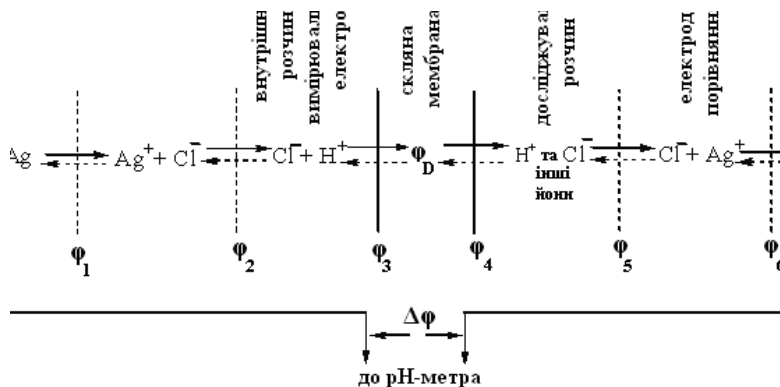 внутрішн
розчин
вимірювал
електро
скляна
мембрана
досліджува
розчин
електрод
порівнянн
Ag Ag⁺ + Cl⁻ Cl⁻ + H⁺ φD H⁺ та Cl⁻ Cl⁻ + Ag⁺
інші
йони
φ1 φ2 φ3 φ4 φ5 φ6
Δφ
до pH-метра